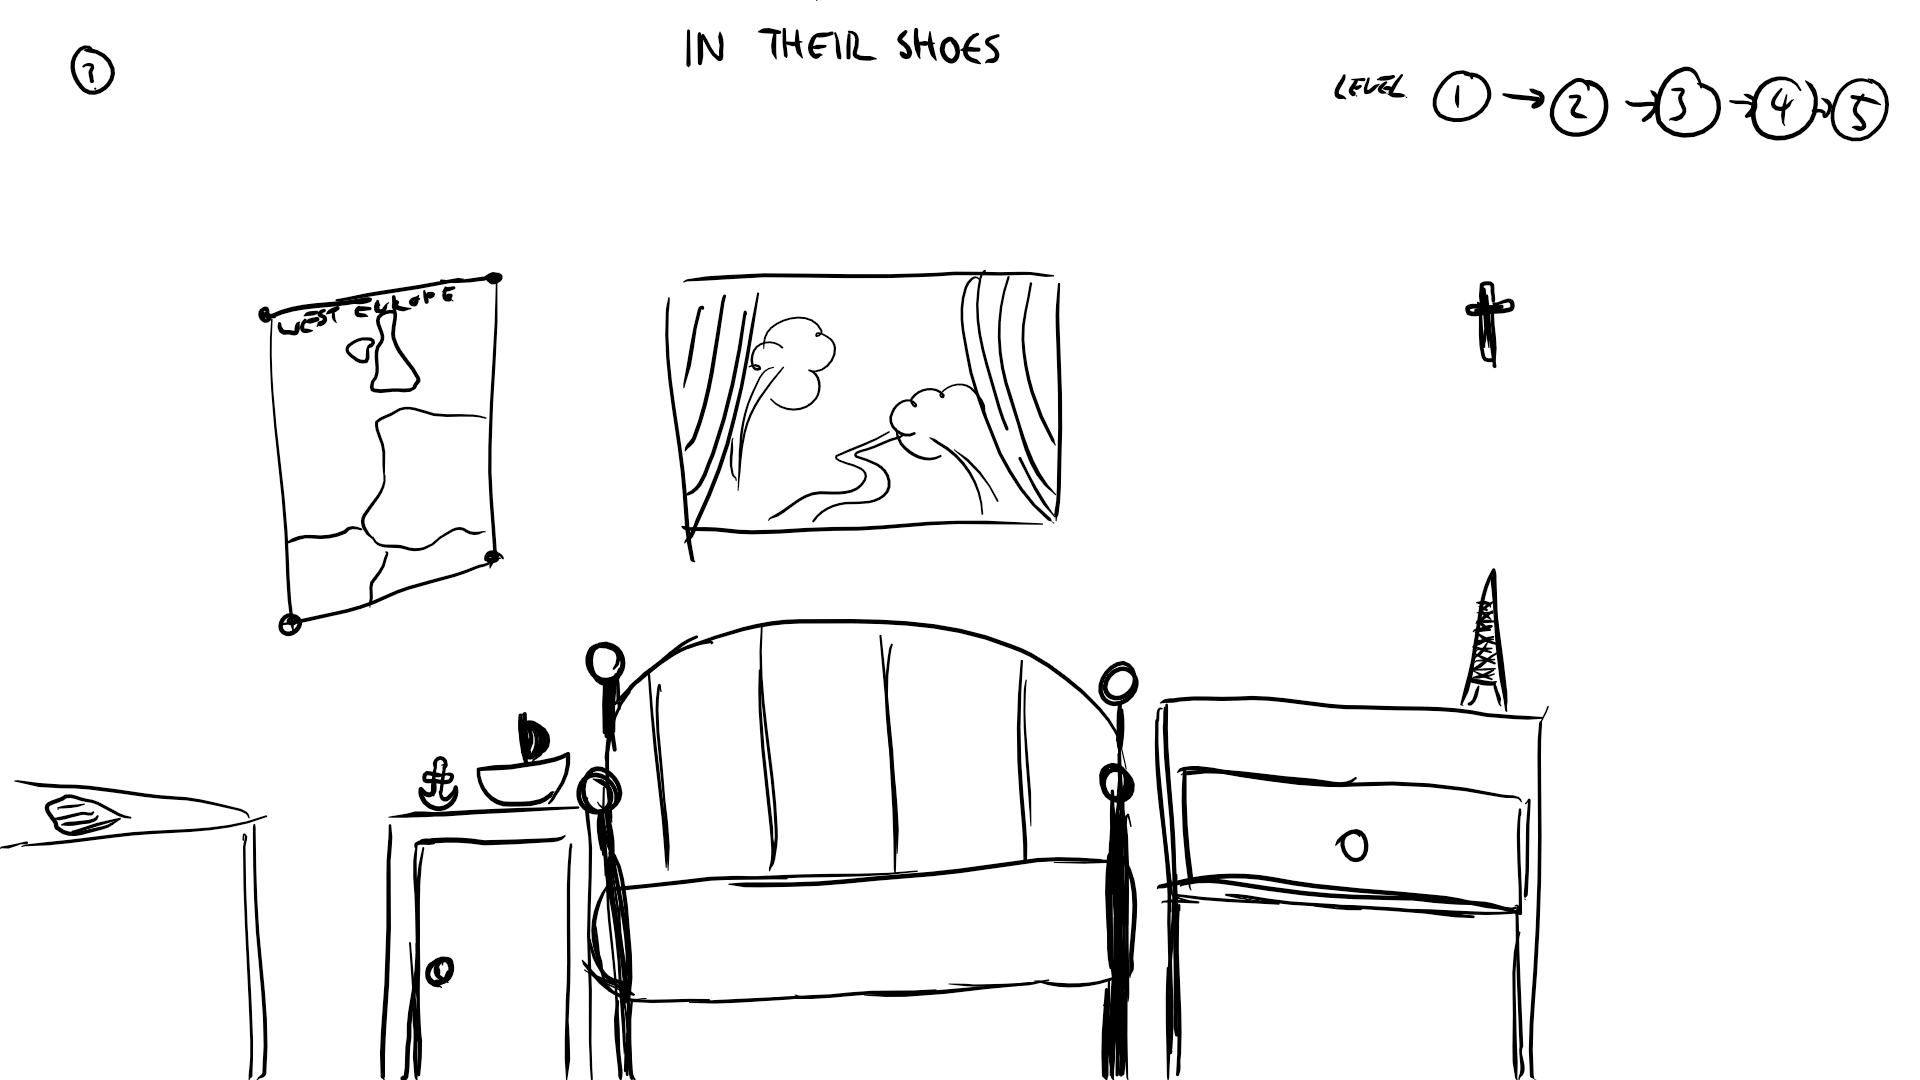 IN THEIR SHOES
?
LEVEL 1 → 2 → 3 → 4 → 5
WEST EUROPE